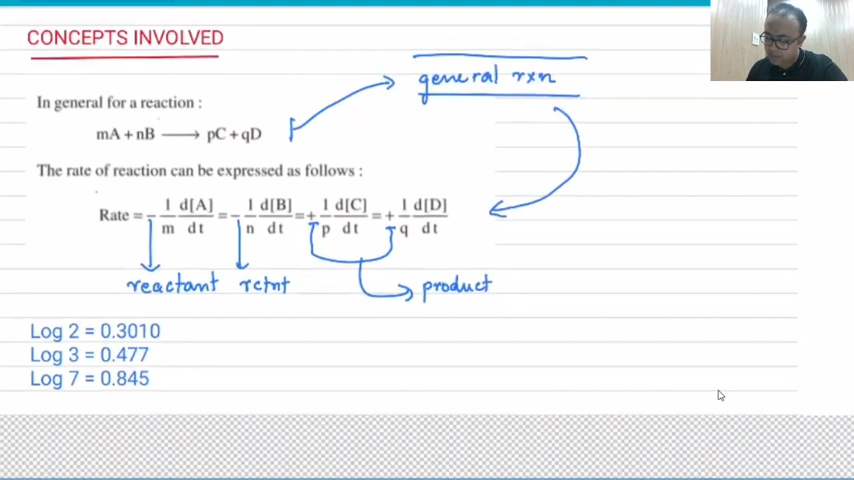 CONCEPTS INVOLVED
general rxn
In general for a reaction :
mA + nB ⟶ pC + qD
The rate of reaction can be expressed as follows :
Rate = − 1/m d[A]/dt = − 1/n d[B]/dt = + 1/p d[C]/dt = + 1/q d[D]/dt
reactant rctnt product
Log 2 = 0.3010
Log 3 = 0.477
Log 7 = 0.845